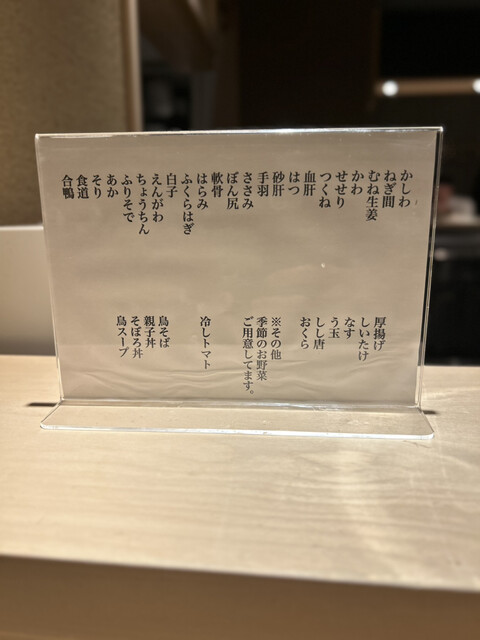 かしわ
ねぎ間
むね生姜
かわ
せせり
つくね
血肝
はつ
砂肝
手羽
ささみ
ぼん尻
軟骨
はらみ
ふくらはぎ
白子
えんがわ
ちょうちん
ふりそで
あか
そり
食道
合鴨
厚揚げ
しいたけ
なす
う玉
しし唐
おくら
※その他
季節のお野菜
ご用意してます。
冷しトマト
鳥そば
親子丼
そぼろ丼
鳥スープ